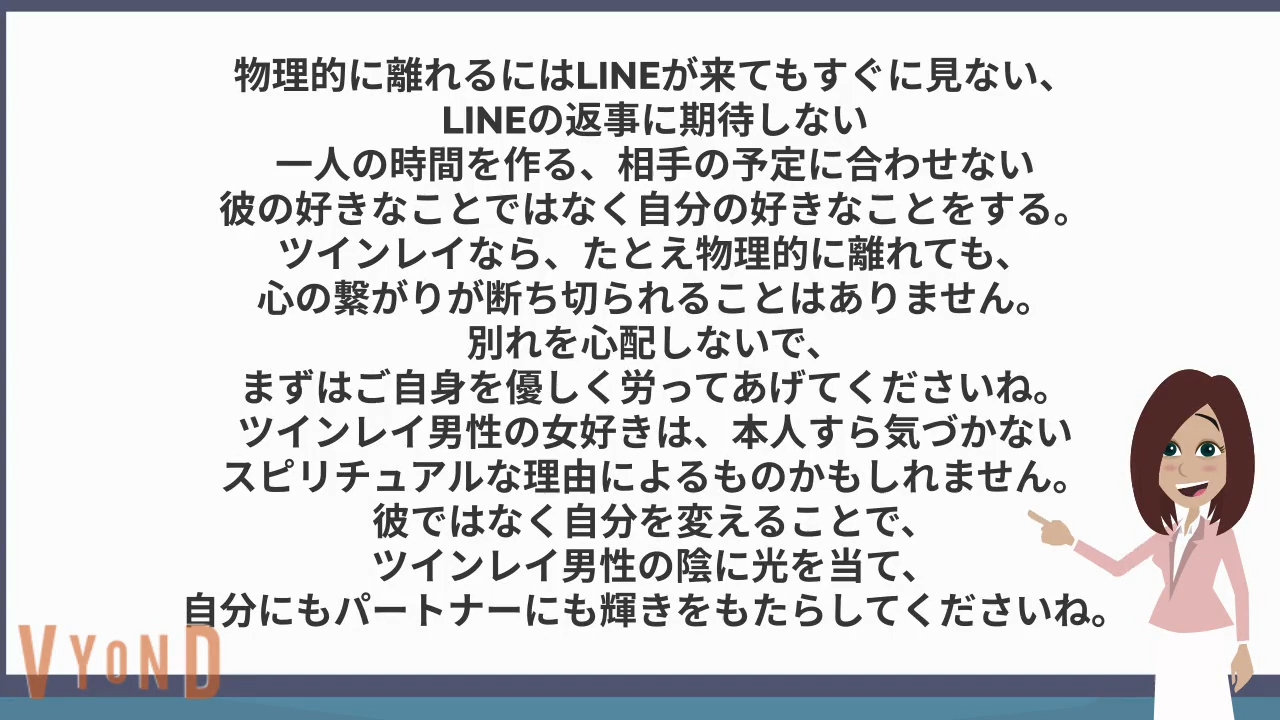 物理的に離れるにはLINEが来てもすぐに見ない、
LINEの返事に期待しない
一人の時間を作る、相手の予定に合わせない
彼の好きなことではなく自分の好きなことをする。
ツインレイなら、たとえ物理的に離れても、
心の繋がりが断ち切られることはありません。
別れを心配しないで、
まずはご自身を優しく労ってあげてくださいね。
ツインレイ男性の女好きは、本人すら気づかない
スピリチュアルな理由によるものかもしれません。
彼ではなく自分を変えることで、
ツインレイ男性の陰に光を当て、
自分にもパートナーにも輝きをもたらしてくださいね。
VYOND